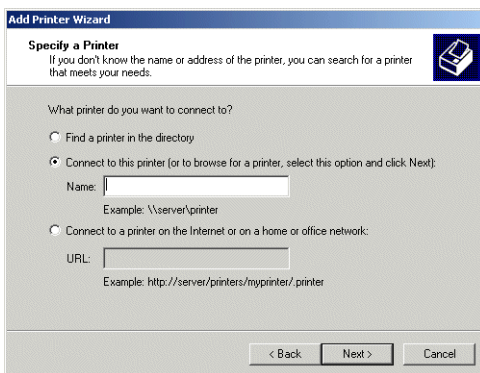 Add Printer Wizard
Specify a Printer
If you don't know the name or address of the printer, you can search for a printer
that meets your needs.
What printer do you want to connect to?
Find a printer in the directory
Connect to this printer (or to browse for a printer, select this option and click Next):
Name:
Example: \\server\printer
Connect to a printer on the Internet or on a home or office network:
URL:
Example: http://server/printers/myprinter/.printer
< Back Next > Cancel